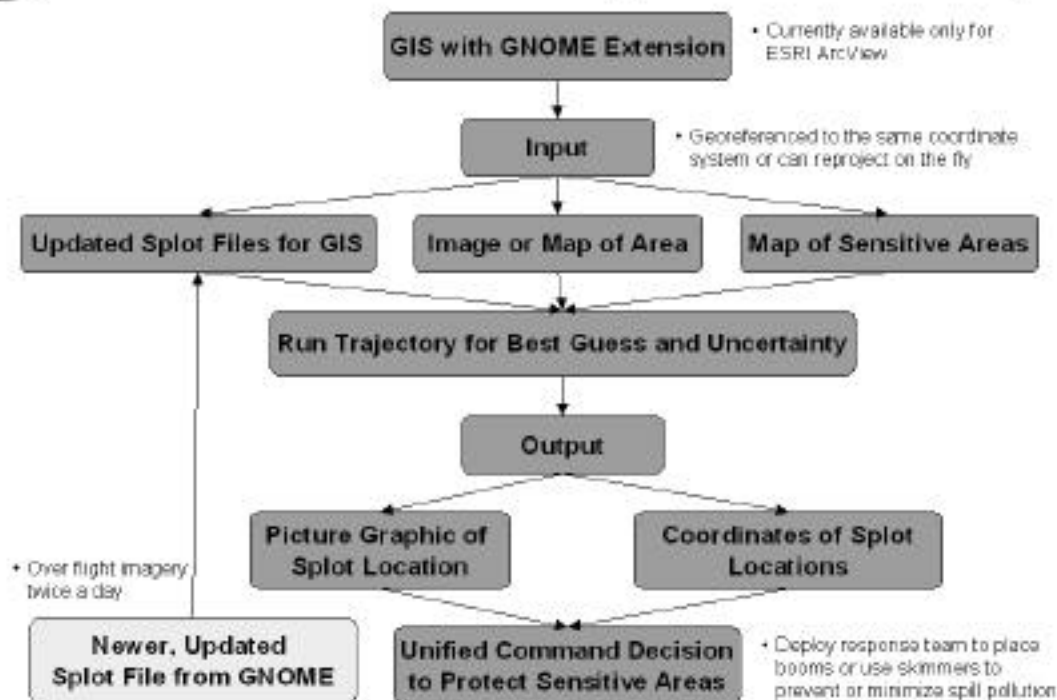 GIS with GNOME Extension
• Currently available only for
ESRI ArcView
Input
• Georeferenced to the same coordinate
system or can reproject on the fly
Updated Splot Files for GIS
Image or Map of Area
Map of Sensitive Areas
Run Trajectory for Best Guess and Uncertainty
Output
Picture Graphic of
Splot Location
Coordinates of Splot
Locations
• Over flight imagery
twice a day
Newer, Updated
Splot File from GNOME
Unified Command Decision
to Protect Sensitive Areas
• Deploy response team to place
booms or use skimmers to
prevent or minimize spill pollution